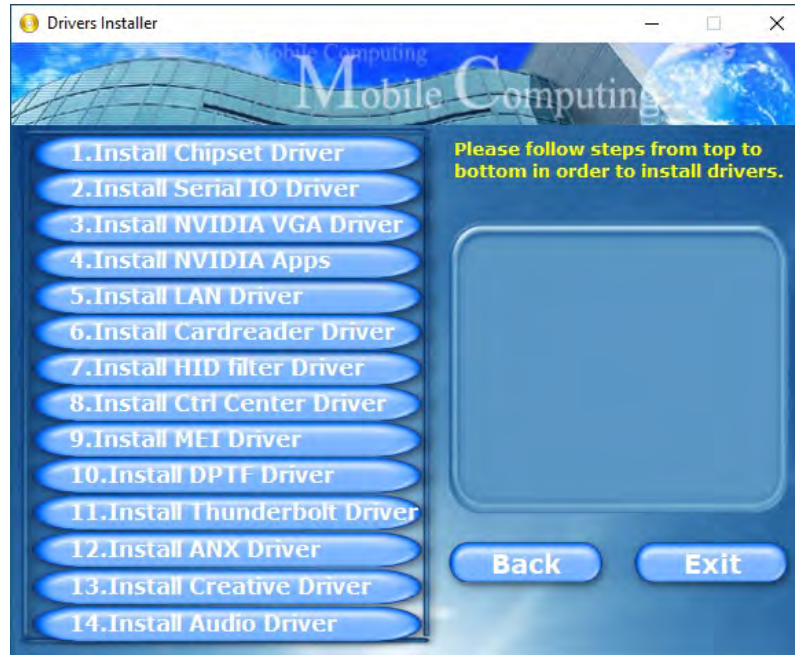 Drivers Installer
Mobile Computing
Mobile Computing
1.Install Chipset Driver
2.Install Serial IO Driver
3.Install NVIDIA VGA Driver
4.Install NVIDIA Apps
5.Install LAN Driver
6.Install Cardreader Driver
7.Install HID filter Driver
8.Install Ctrl Center Driver
9.Install MEI Driver
10.Install DPTF Driver
11.Install Thunderbolt Driver
12.Install ANX Driver
13.Install Creative Driver
14.Install Audio Driver
Please follow steps from top to
bottom in order to install drivers.
Back
Exit